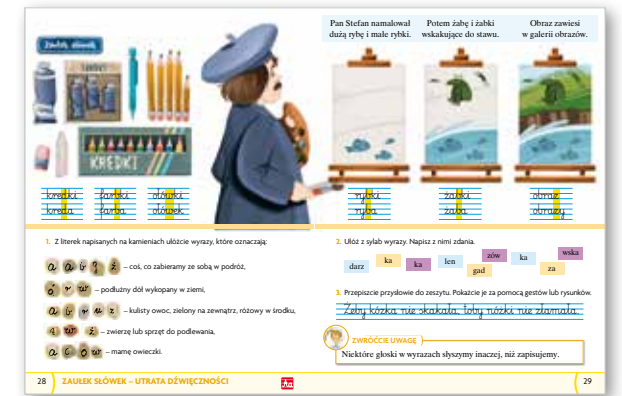 Zaułek słówek
KREDKI
Pan Stefan namalował
dużą rybę i małe rybki.
Potem żabę i żabki
wskakujące do stawu.
Obraz zawiesi
w galerii obrazów.
kredki
kreda
farbki
farba
ołówki
ołówek
rybki
ryba
żabki
żaba
obraz
obrazy
1. Z literek napisanych na kamieniach ułóżcie wyrazy, które oznaczają:
– coś, co zabieramy ze sobą w podróż,
– podłużny dół wykopany w ziemi,
– kulisty owoc, zielony na zewnątrz, różowy w środku,
– zwierzę lub sprzęt do podlewania,
– mamę owieczki.
2. Ułóż z sylab wyrazy. Napisz z nimi zdania.
darz ka ka len zów gad ka za wska
3. Przepiszcie przysłowie do zeszytu. Pokażcie je za pomocą gestów lub rysunków.
Żeby kózka nie skakała, toby nóżki nie złamała.
ZWRÓĆCIE UWAGĘ
Niektóre głoski w wyrazach słyszymy inaczej, niż zapisujemy.
28 ZAUŁEK SŁÓWEK – UTRATA DŹWIĘCZNOŚCI
29